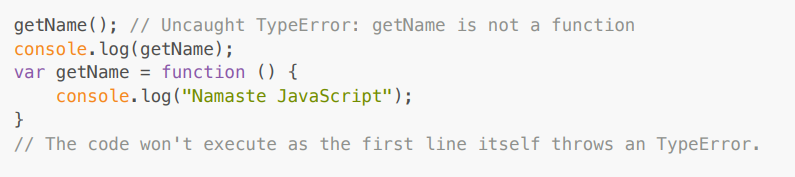 getName(); // Uncaught TypeError: getName is not a function
console.log(getName);
var getName = function () {
    console.log("Namaste JavaScript");
}
// The code won't execute as the first line itself throws an TypeError.